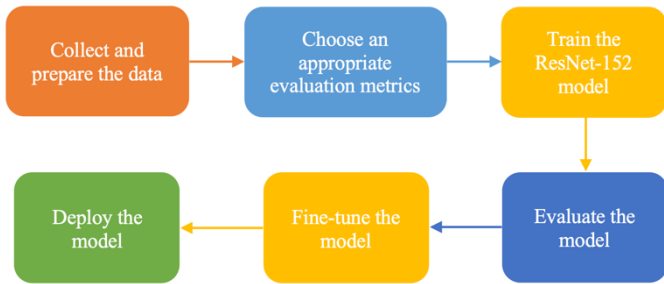 Collect and
prepare the data
Choose an
appropriate
evaluation metrics
Train the
ResNet-152
model
Evaluate the
model
Fine-tune the
model
Deploy the
model